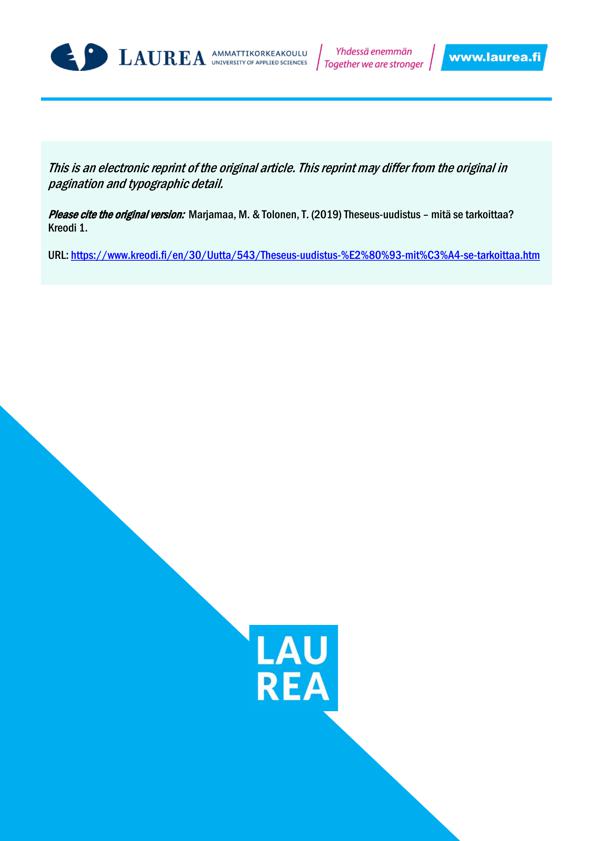 LAUREA
AMMATTIKORKEAKOULU
UNIVERSITY OF APPLIED SCIENCES
Yhdessä enemmän
Together we are stronger
www.laurea.fi
This is an electronic reprint of the original article. This reprint may differ from the original in
pagination and typographic detail.
Please cite the original version: Marjamaa, M. & Tolonen, T. (2019) Theseus-uudistus – mitä se tarkoittaa?
Kreodi 1.
URL: https://www.kreodi.fi/en/30/Uutta/543/Theseus-uudistus-%E2%80%93-mit%C3%A4-se-tarkoittaa.htm
LAU
REA